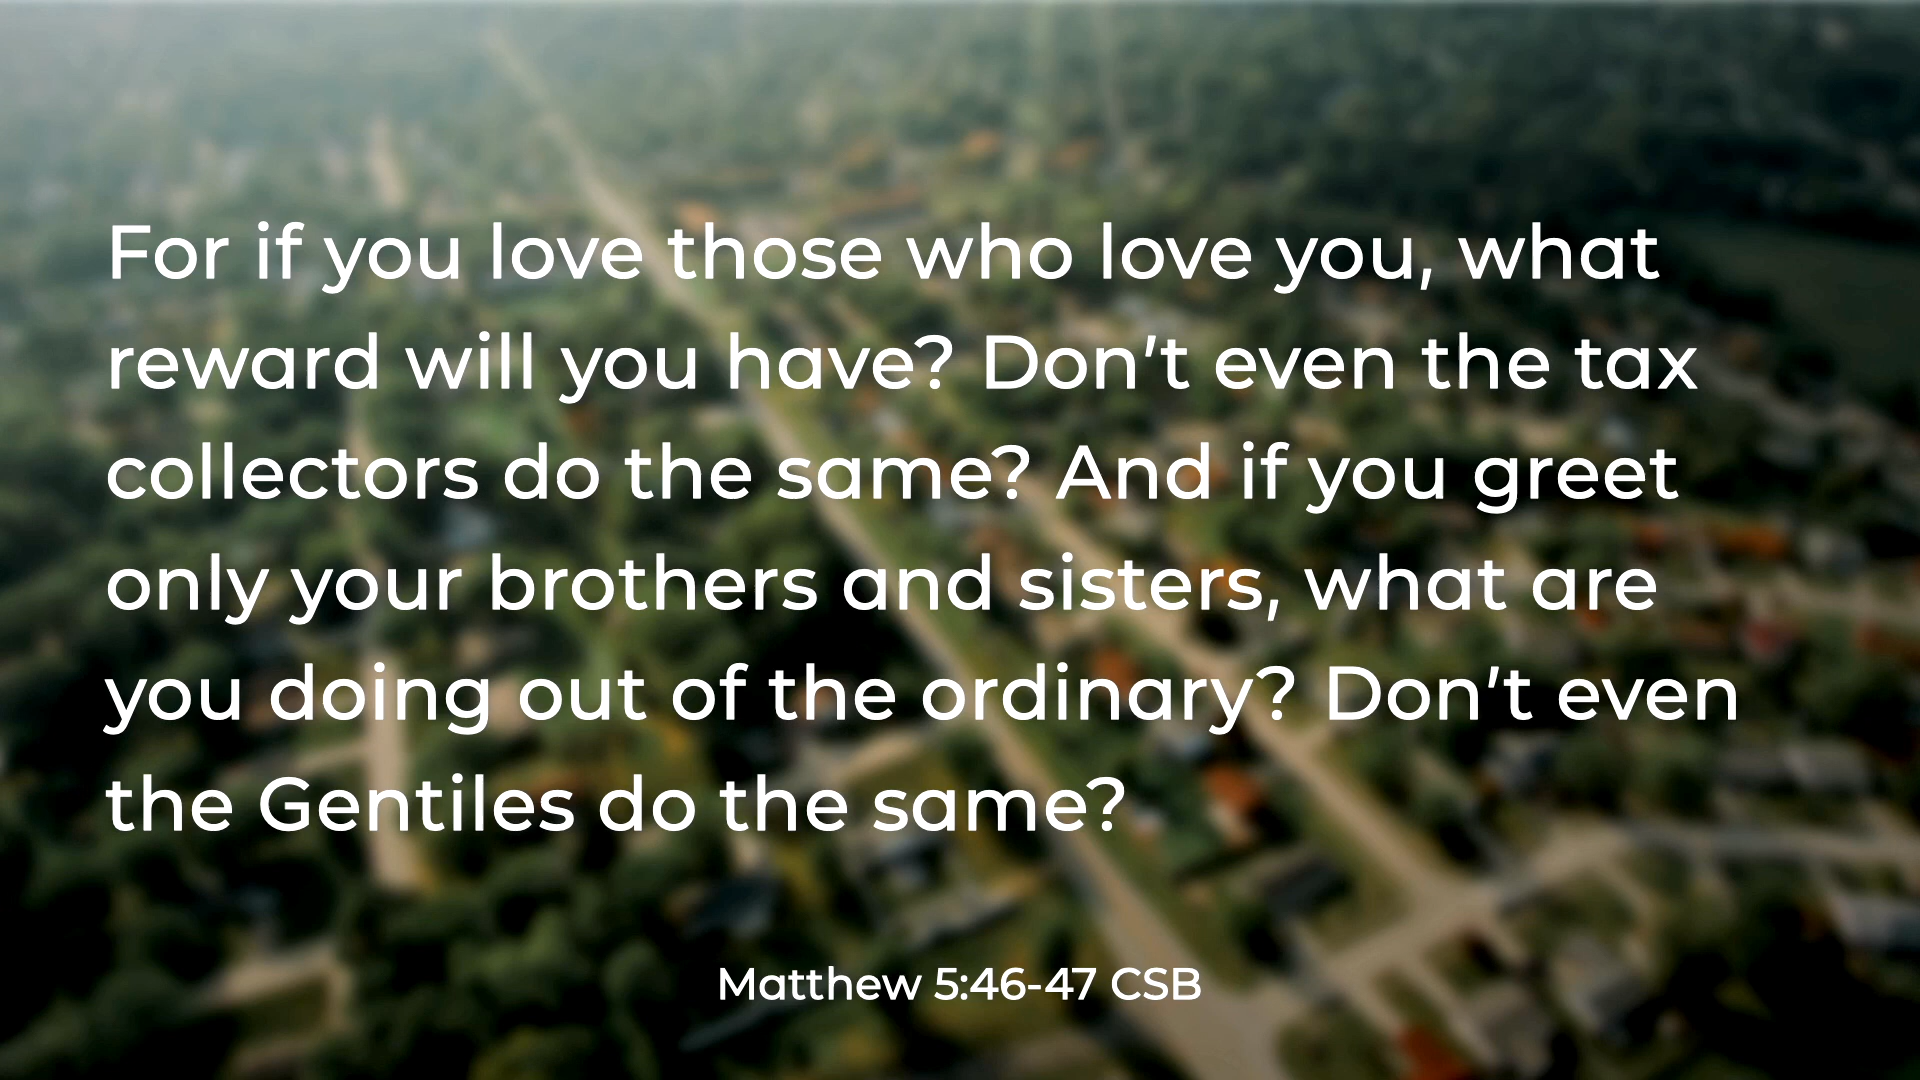 For if you love those who love you, what
reward will you have? Don't even the tax
collectors do the same? And if you greet
only your brothers and sisters, what are
you doing out of the ordinary? Don't even
the Gentiles do the same?
Matthew 5:46-47 CSB